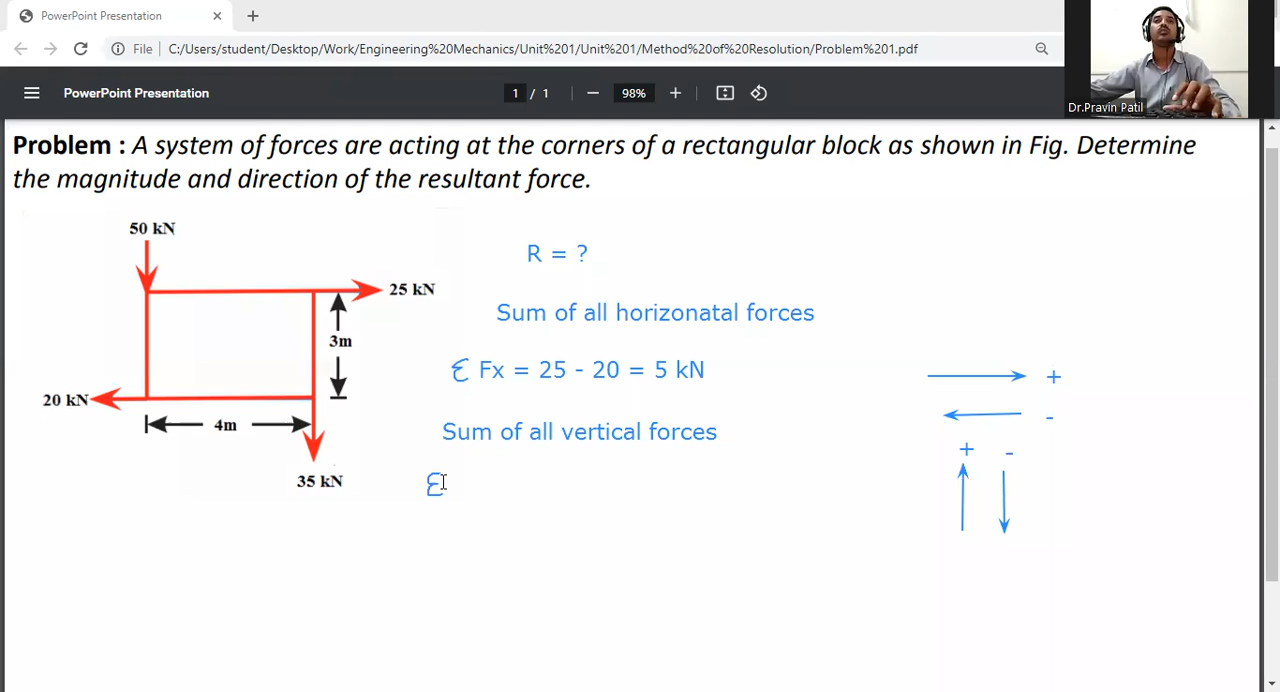 PowerPoint Presentation
File C:/Users/student/Desktop/Work/Engineering%20Mechanics/Unit%201/Unit%201/Method%20of%20Resolution/Problem%201.pdf
Dr.Pravin Patil
PowerPoint Presentation
1 / 1
98%
Problem : A system of forces are acting at the corners of a rectangular block as shown in Fig. Determine
the magnitude and direction of the resultant force.
50 kN
25 kN
3m
20 kN
4m
35 kN
R = ?
Sum of all horizonatal forces
Ɛ Fx = 25 - 20 = 5 kN
Sum of all vertical forces
Ɛ
+
-
+ -